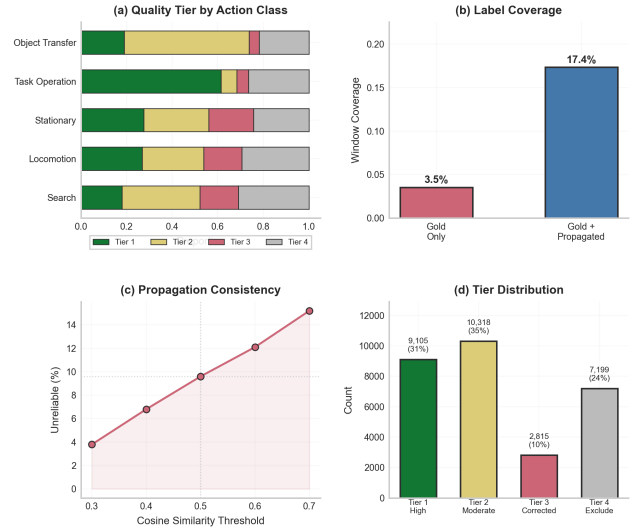 (a) Quality Tier by Action Class
Object Transfer
Task Operation
Stationary
Locomotion
Search
0.0 0.2 0.4 0.6 0.8 1.0
Tier 1 Tier 2 Tier 3 Tier 4
(b) Label Coverage
Window Coverage
0.20
0.15
0.10
0.05
0.00
3.5%
17.4%
Gold
Only
Gold +
Propagated
(c) Propagation Consistency
Unreliable (%)
14
12
10
8
6
4
2
0
0.3 0.4 0.5 0.6 0.7
Cosine Similarity Threshold
(d) Tier Distribution
Count
12000
10000
8000
6000
4000
2000
0
9,105
(31%)
10,318
(35%)
2,815
(10%)
7,199
(24%)
Tier 1
High
Tier 2
Moderate
Tier 3
Corrected
Tier 4
Exclude